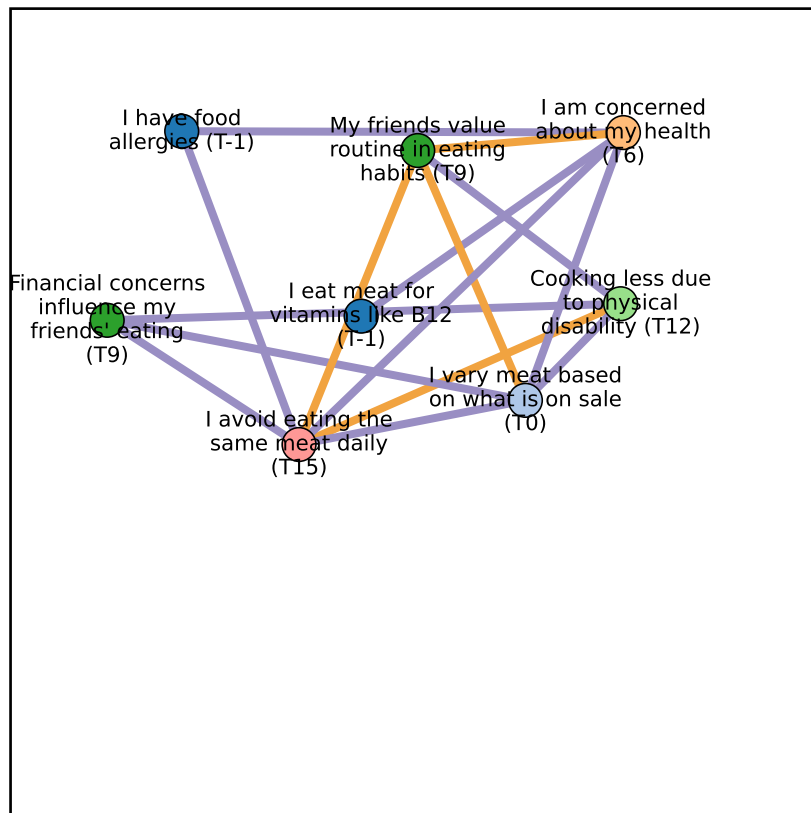 I have food
allergies (T-1)
My friends value
routine in eating
habits (T9)
I am concerned
about my health
(T6)
Financial concerns
influence my
friends' eating
(T9)
I eat meat for
vitamins like B12
(T-1)
Cooking less due
to physical
disability (T12)
I vary meat based
on what is on sale
(T0)
I avoid eating the
same meat daily
(T15)